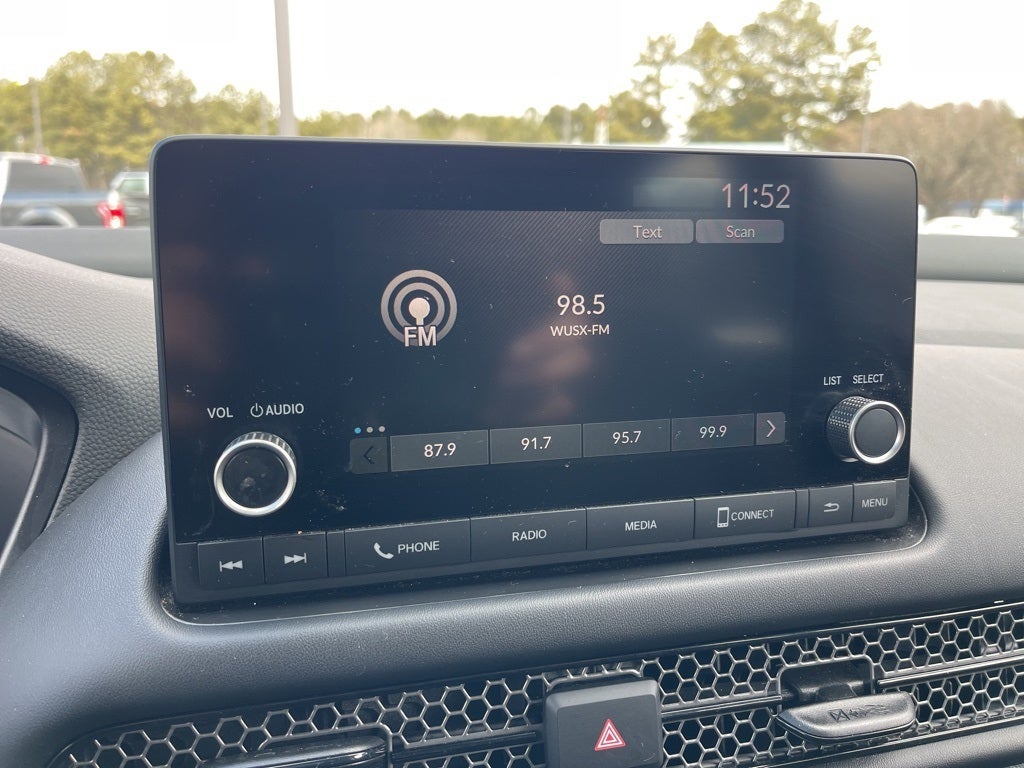 11:52
Text Scan
FM
98.5
WUSX-FM
LIST SELECT
VOL AUDIO
87.9 91.7 95.7 99.9
PHONE RADIO MEDIA CONNECT MENU